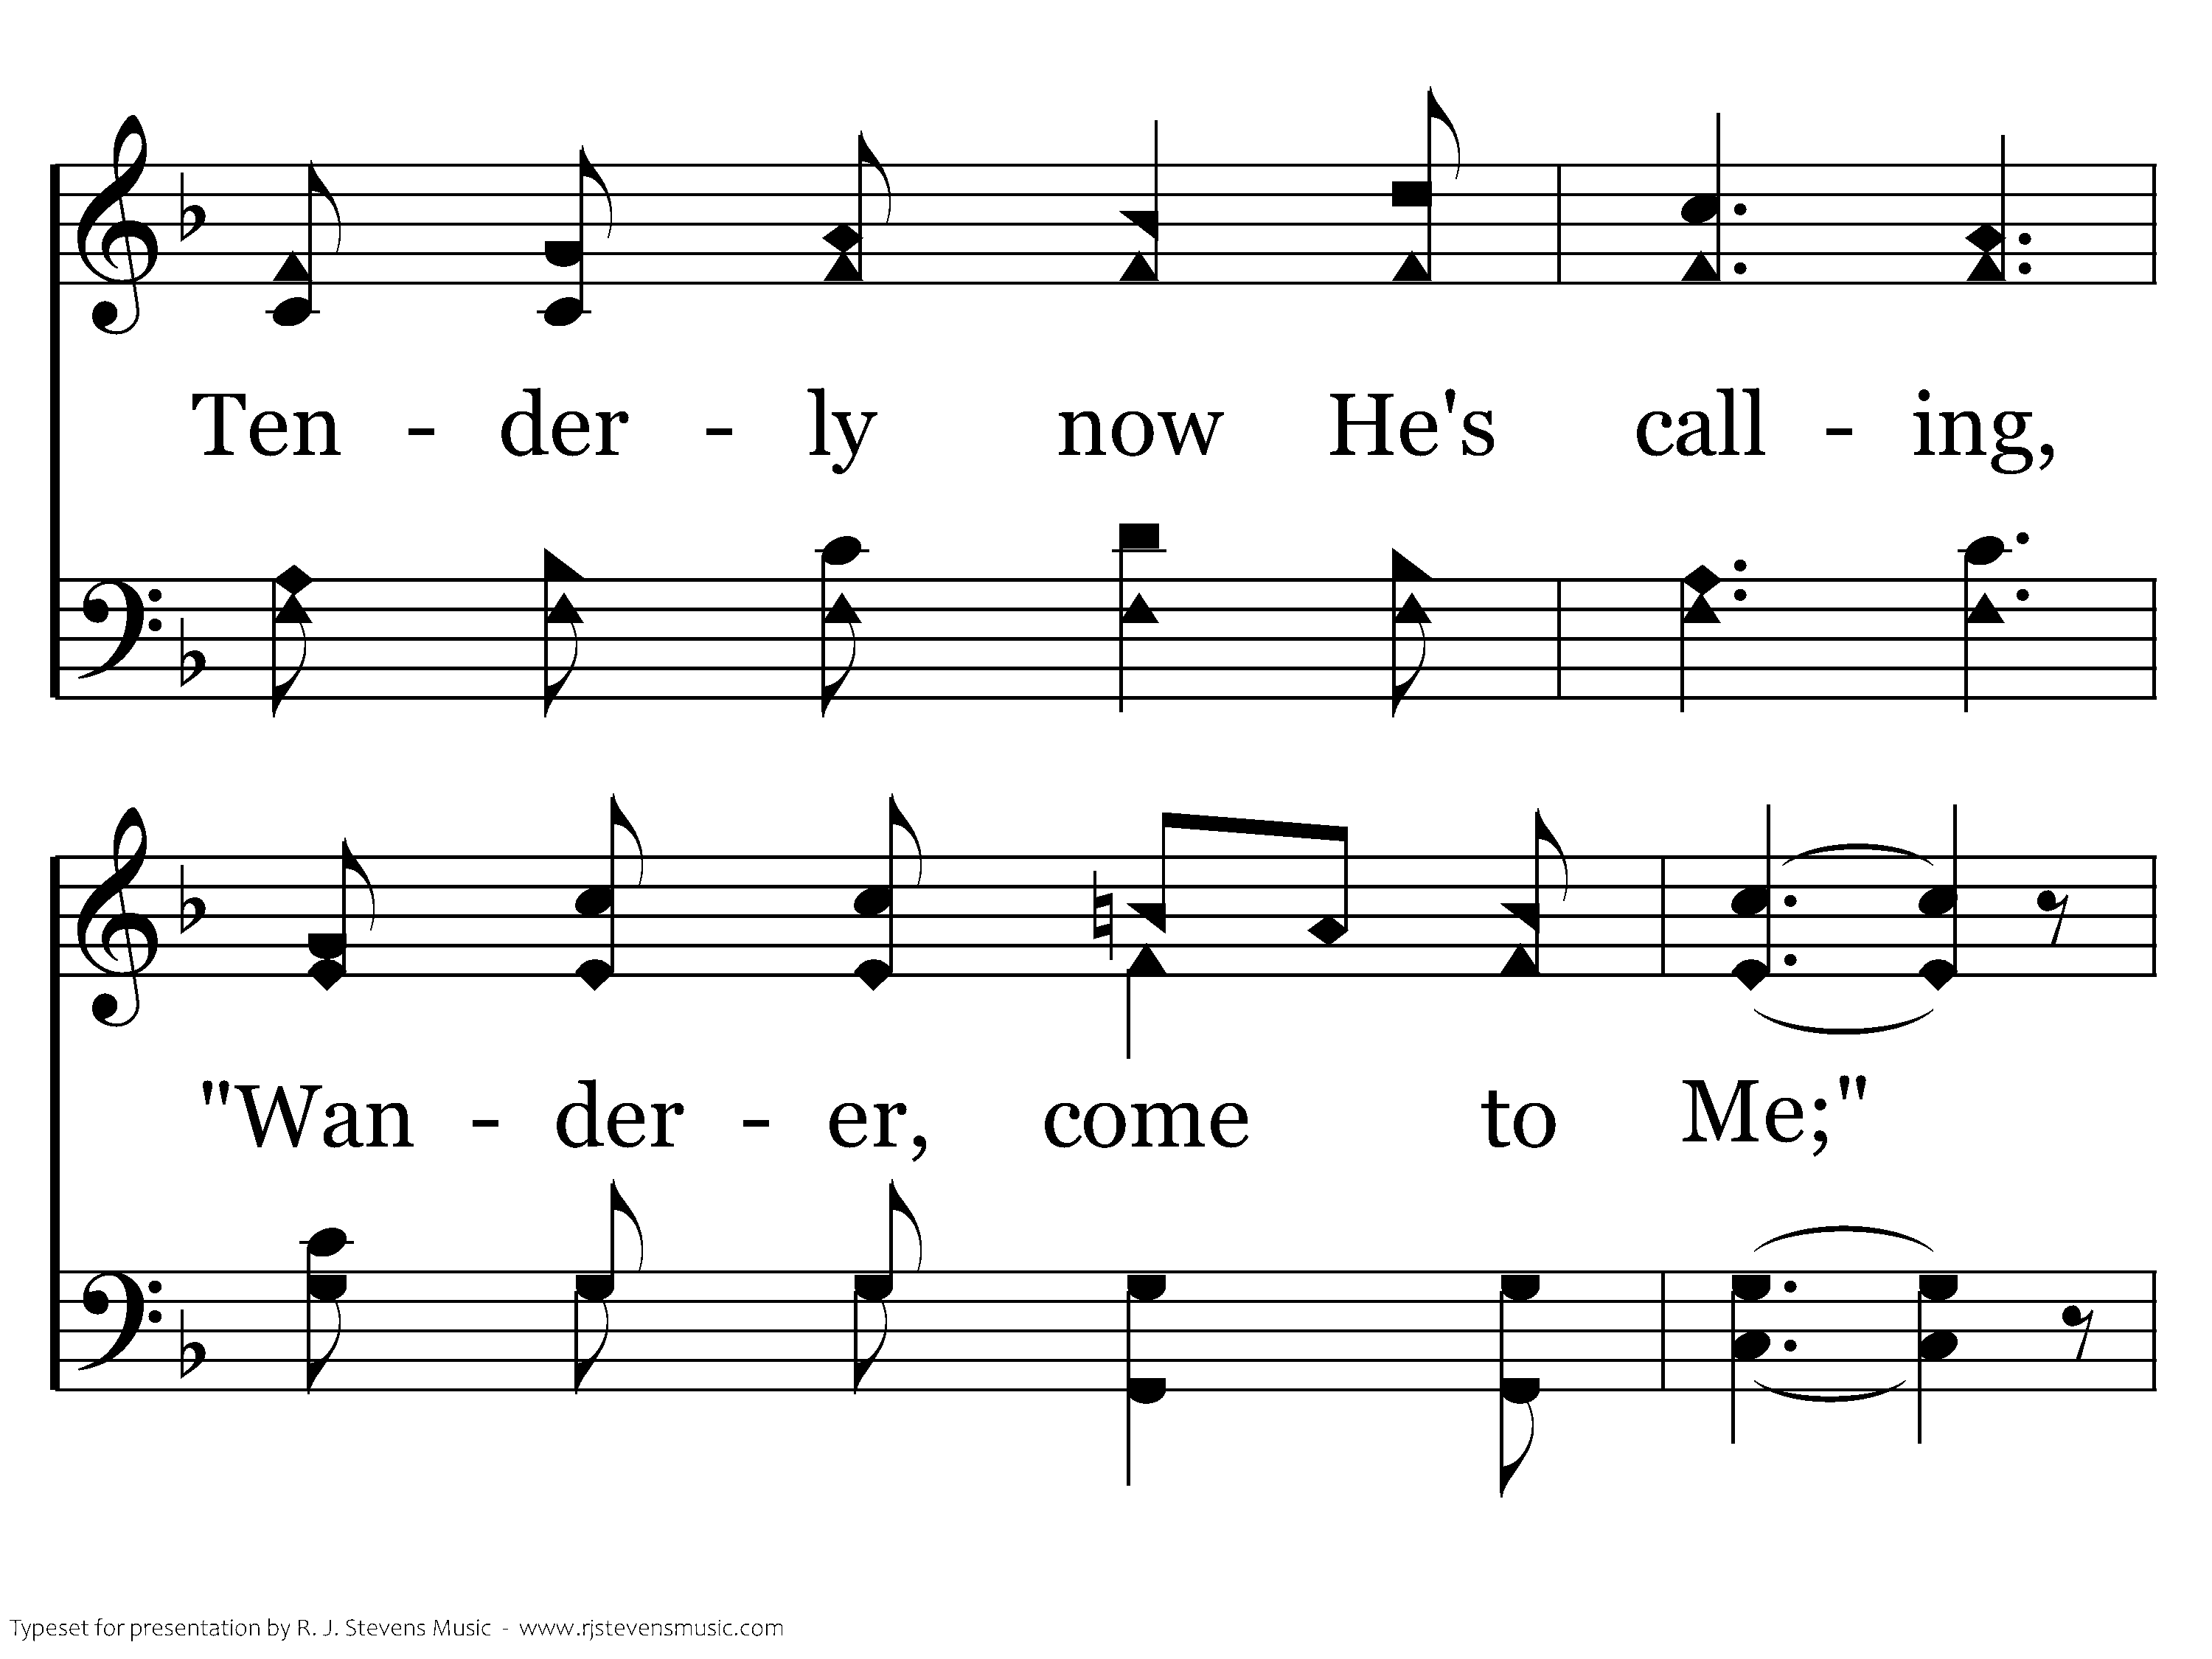 Ten - der - ly now He's call - ing,
"Wan - der - er, come to Me;"
Typeset for presentation by R. J. Stevens Music - www.rjstevensmusic.com